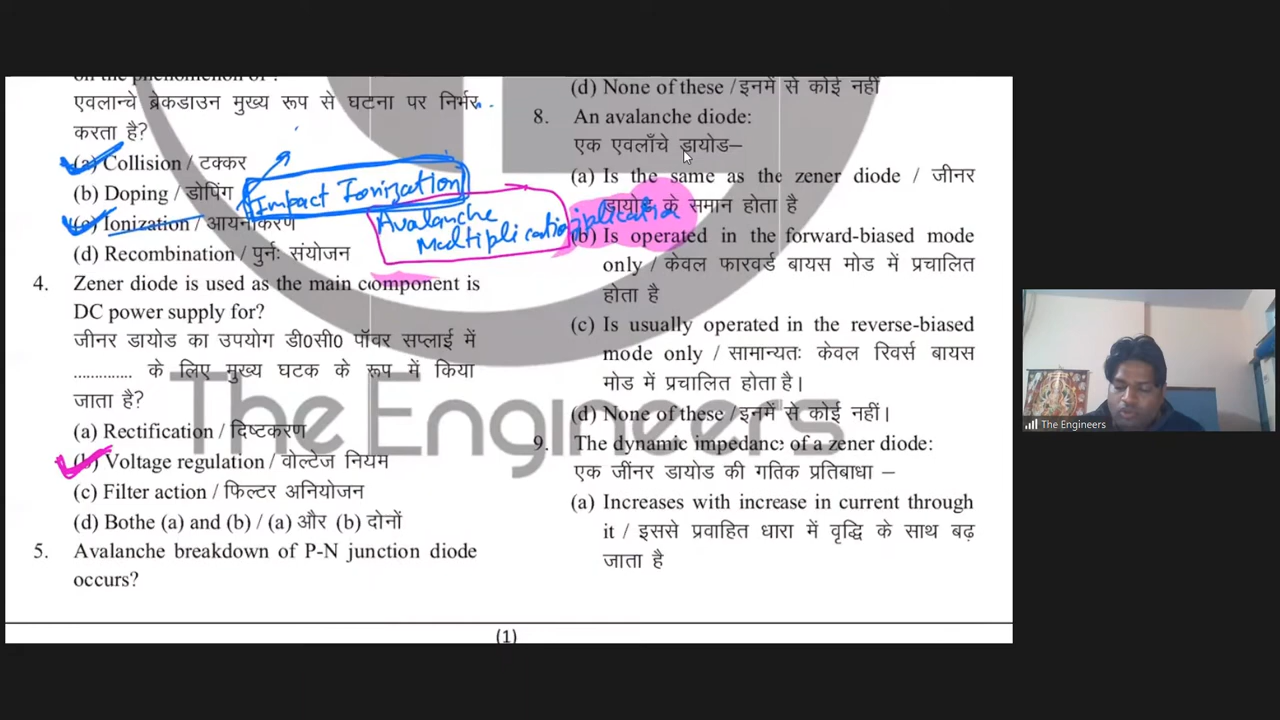 on the phenomenon of ?
एवलान्चे ब्रेकडाउन मुख्य रूप से घटना पर निर्भर
करता है?
(a) Collision / टक्कर
(b) Doping / डोपिंग
(c) Ionization / आयनीकरण
(d) Recombination / पुर्नः संयोजन
Impact Ionization
Avalanche
Multiplication
4. Zener diode is used as the main component is
DC power supply for?
जीनर डायोड का उपयोग डी0सी0 पॉवर सप्लाई में
.............. के लिए मुख्य घटक के रूप में किया
जाता है?
(a) Rectification / दिष्टकरण
(b) Voltage regulation / वोल्टेज नियम
(c) Filter action / फिल्टर अनियोजन
(d) Bothe (a) and (b) / (a) और (b) दोनों
5. Avalanche breakdown of P-N junction diode
occurs?
(d) None of these / इनमें से कोई नहीं
8. An avalanche diode:
एक एवलाँचे डायोड–
(a) Is the same as the zener diode / जीनर
डायोड के समान होता है
(b) Is operated in the forward-biased mode
only / केवल फारवर्ड बायस मोड में प्रचालित
होता है
(c) Is usually operated in the reverse-biased
mode only / सामान्यतः केवल रिवर्स बायस
मोड में प्रचालित होता है।
(d) None of these / इनमें से कोई नहीं।
9. The dynamic impedance of a zener diode:
एक जींनर डायोड की गतिक प्रतिबाधा –
(a) Increases with increase in current through
it / इससे प्रवाहित धारा में वृद्धि के साथ बढ़
जाता है
The Engineers
(1)
The Engineers